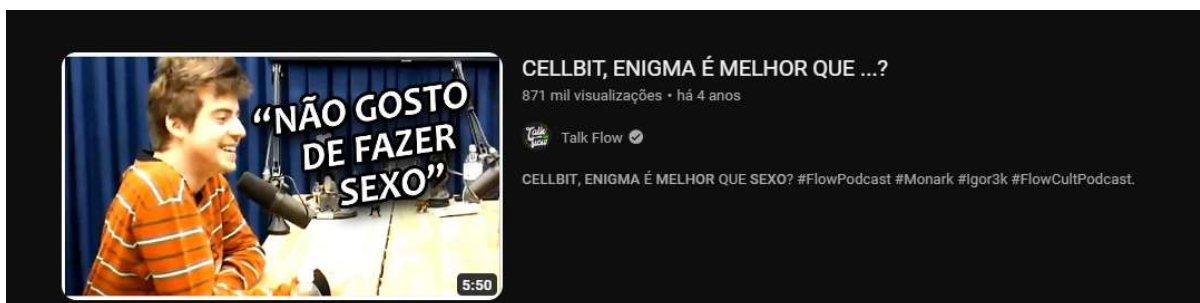 "NÃO GOSTO
DE FAZER
SEXO"
5:50
CELLBIT, ENIGMA É MELHOR QUE ...?
871 mil visualizações • há 4 anos
Talk Flow
CELLBIT, ENIGMA É MELHOR QUE SEXO? #FlowPodcast #Monark #Igor3k #FlowCultPodcast.